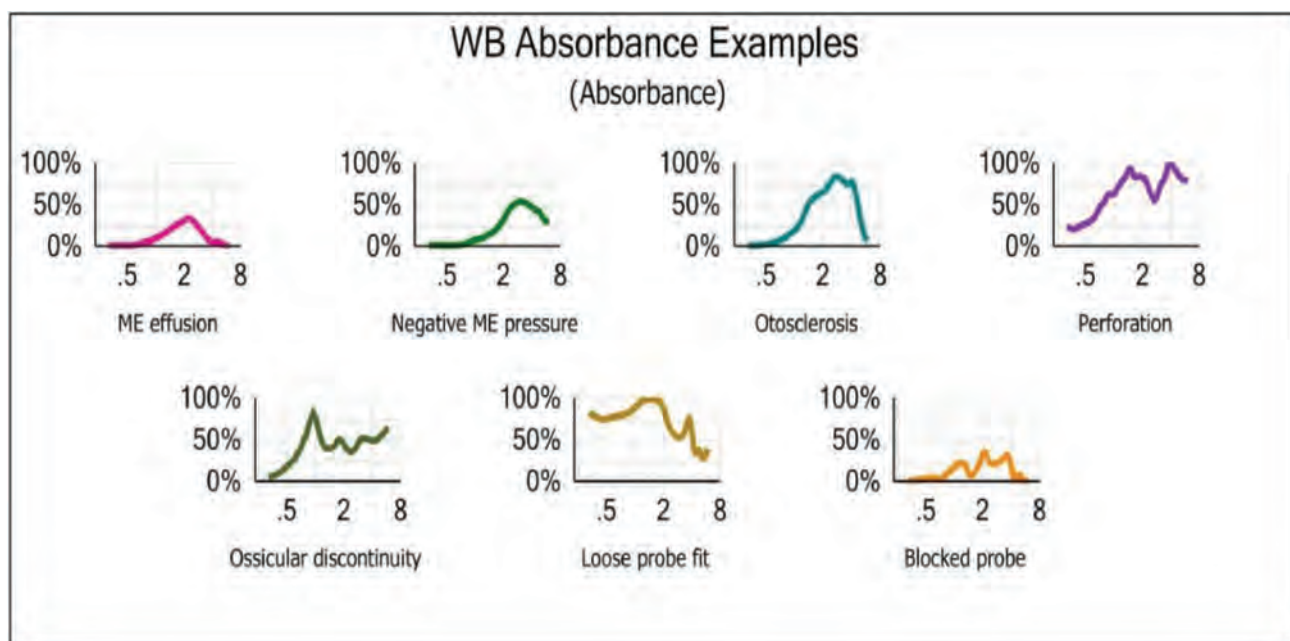 WB Absorbance Examples
(Absorbance)
100%
50%
0%
.5 2 8
ME effusion
100%
50%
0%
.5 2 8
Negative ME pressure
100%
50%
0%
.5 2 8
Otosclerosis
100%
50%
0%
.5 2 8
Perforation
100%
50%
0%
.5 2 8
Ossicular discontinuity
100%
50%
0%
.5 2 8
Loose probe fit
100%
50%
0%
.5 2 8
Blocked probe